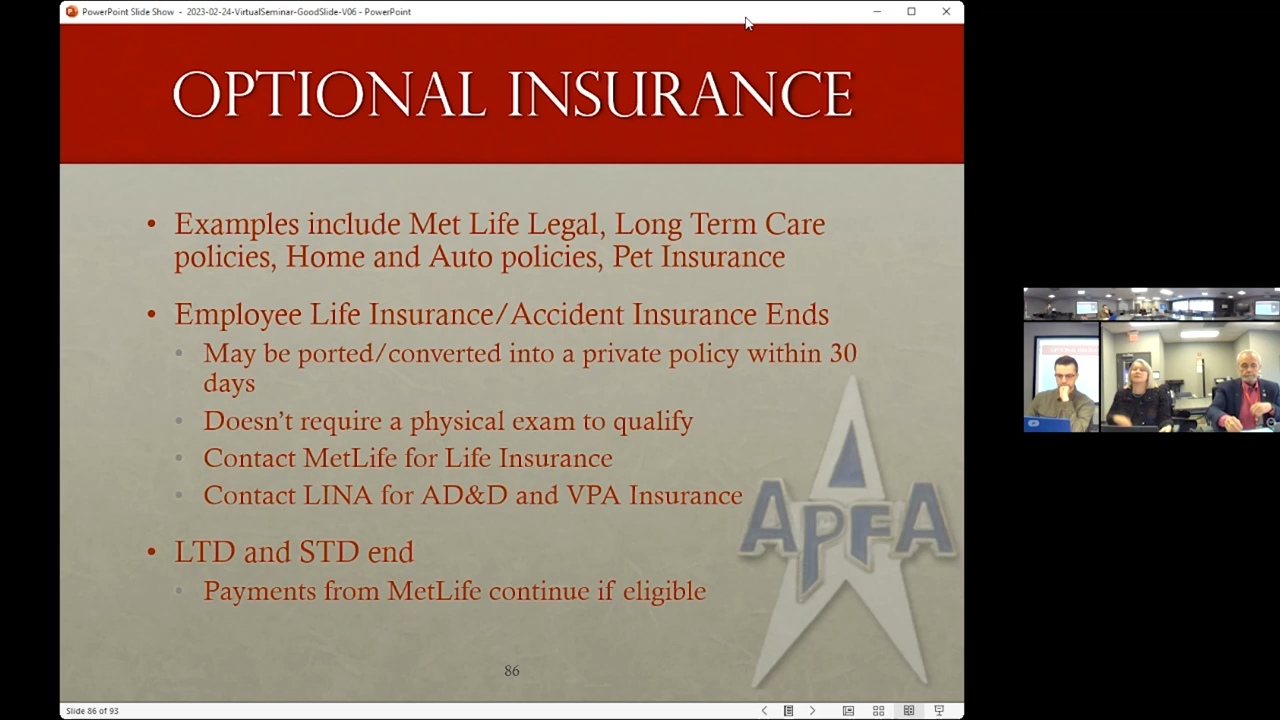 PowerPoint Slide Show - 2023-02-24-VirtualSeminar-GoodSlide-V06 - PowerPoint
OPTIONAL INSURANCE
• Examples include Met Life Legal, Long Term Care
policies, Home and Auto policies, Pet Insurance
• Employee Life Insurance/Accident Insurance Ends
• May be ported/converted into a private policy within 30
days
• Doesn't require a physical exam to qualify
• Contact MetLife for Life Insurance
• Contact LINA for AD&D and VPA Insurance
• LTD and STD end
• Payments from MetLife continue if eligible
APFA
86
Slide 86 of 93